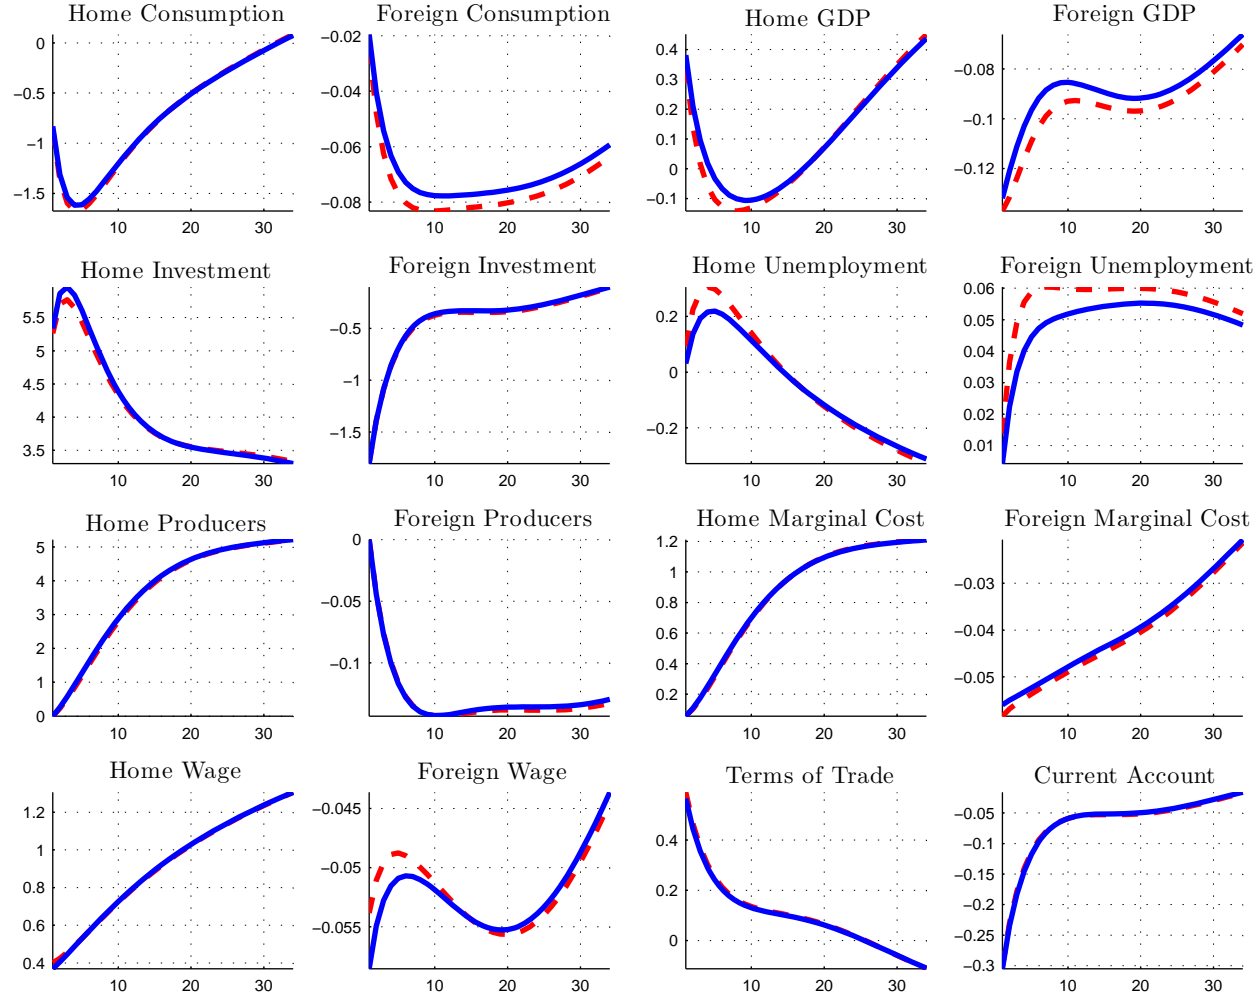 Home Consumption
Foreign Consumption
Home GDP
Foreign GDP
0
−0.5
−1
−1.5
10 20 30
−0.02
−0.04
−0.06
−0.08
10 20 30
0.4
0.3
0.2
0.1
0
−0.1
10 20 30
−0.08
−0.1
−0.12
10 20 30
Home Investment
Foreign Investment
Home Unemployment
Foreign Unemployment
5.5
5
4.5
4
3.5
10 20 30
−0.5
−1
−1.5
10 20 30
0.2
0
−0.2
10 20 30
0.06
0.05
0.04
0.03
0.02
0.01
10 20 30
Home Producers
Foreign Producers
Home Marginal Cost
Foreign Marginal Cost
5
4
3
2
1
0
10 20 30
0
−0.05
−0.1
10 20 30
1.2
1
0.8
0.6
0.4
0.2
10 20 30
−0.03
−0.04
−0.05
10 20 30
Home Wage
Foreign Wage
Terms of Trade
Current Account
1.2
1
0.8
0.6
0.4
10 20 30
−0.045
−0.05
−0.055
10 20 30
0.4
0.2
0
10 20 30
−0.05
−0.1
−0.15
−0.2
−0.25
−0.3
10 20 30